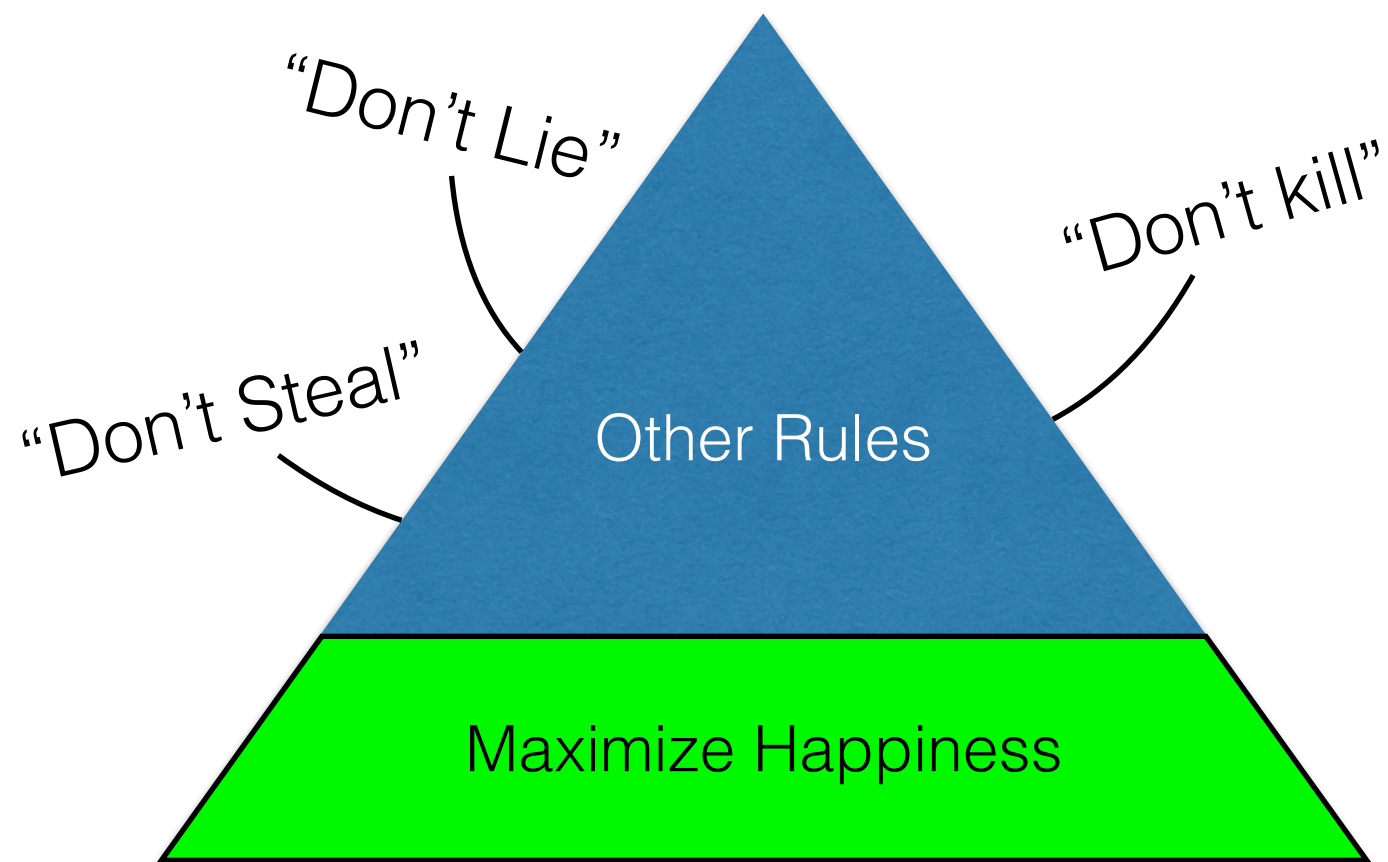 “Don’t Lie”
“Don’t kill”
“Don’t Steal”
Other Rules
Maximize Happiness